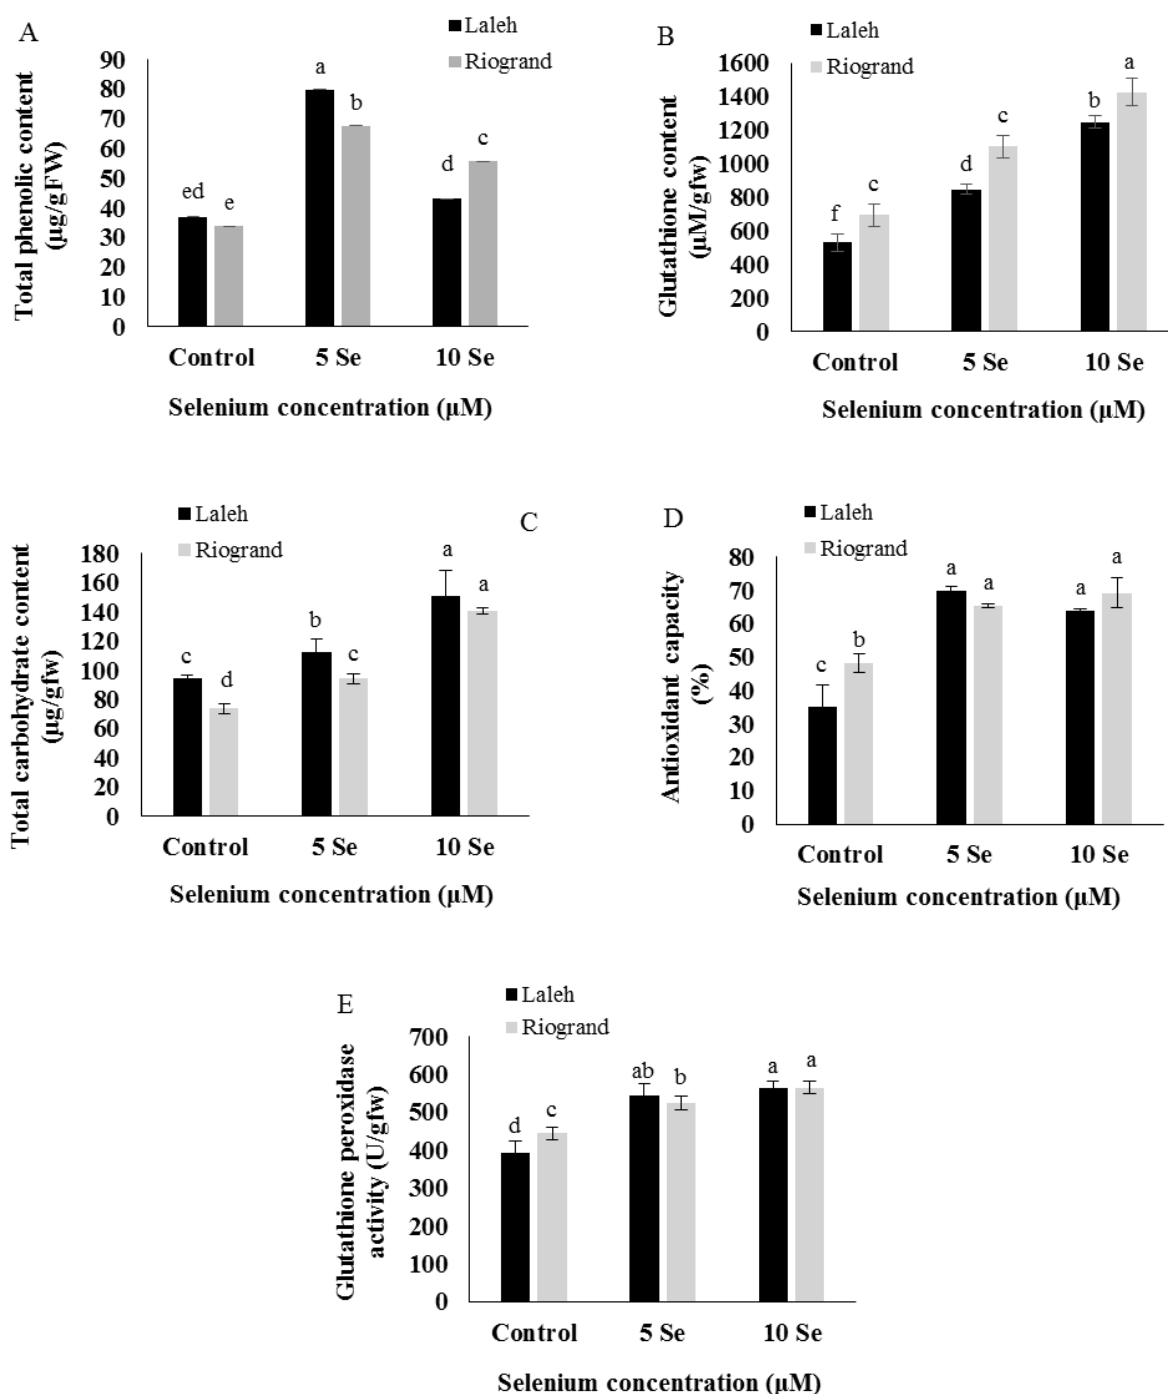 A
Laleh
Riogrand
Total phenolic content
(µg/gFW)
90
80
70
60
50
40
30
20
10
0
ed
e
a
b
d
c
Control
5 Se
10 Se
Selenium concentration (µM)
B
Laleh
Riogrand
Glutathione content
(µM/gfw)
1600
1400
1200
1000
800
600
400
200
0
f
c
d
c
b
a
Control
5 Se
10 Se
Selenium concentration (µM)
C
Laleh
Riogrand
Total carbohydrate content
(µg/gfw)
180
160
140
120
100
80
60
40
20
0
c
d
b
c
a
a
Control
5 Se
10 Se
Selenium concentration (µM)
D
Laleh
Riogrand
Antioxidant capacity
(%)
80
70
60
50
40
30
20
10
0
c
b
a
a
a
a
Control
5 Se
10 Se
Selenium concentration (µM)
E
Laleh
Riogrand
Glutathione peroxidase
activity (U/gfw)
700
600
500
400
300
200
100
0
d
c
ab
b
a
a
Control
5 Se
10 Se
Selenium concentration (µM)